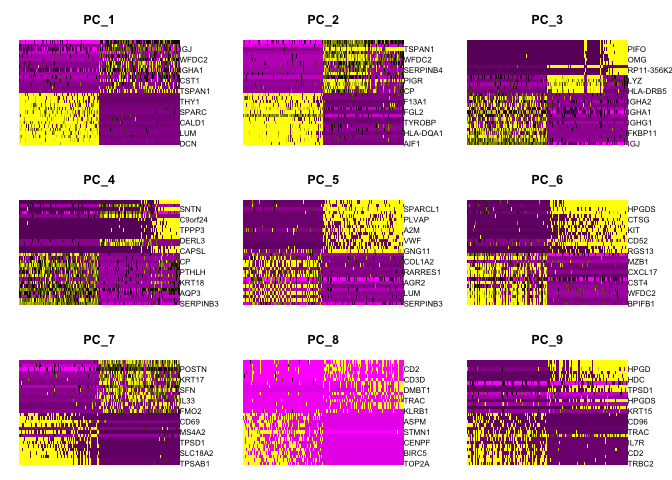 PC_1
IGJ
WFDC2
IGHA1
CST1
TSPAN1
THY1
SPARC
CALD1
LUM
DCN
PC_2
TSPAN1
WFDC2
SERPINB4
PIGR
CP
F13A1
FGL2
TYROBP
HLA-DQA1
AIF1
PC_3
PIFO
OMG
RP11-356K2
LYZ
HLA-DRB5
IGHA2
IGHA1
IGHG1
FKBP11
IGJ
PC_4
SNTN
C9orf24
TPPP3
DERL3
CAPSL
CP
PTHLH
KRT18
AQP3
SERPINB3
PC_5
SPARCL1
PLVAP
A2M
VWF
GNG11
COL1A2
RARRES1
AGR2
LUM
SERPINB3
PC_6
HPGDS
CTSG
KIT
CD52
RGS13
MZB1
CXCL17
CST4
WFDC2
BPIFB1
PC_7
POSTN
KRT17
SFN
IL33
FMO2
CD69
MS4A2
TPSD1
SLC18A2
TPSAB1
PC_8
CD2
CD3D
DMBT1
TRAC
KLRB1
ASPM
STMN1
CENPF
BIRC5
TOP2A
PC_9
HPGD
HDC
TPSD1
HPGDS
KRT15
CD96
TRAC
IL7R
CD2
TRBC2